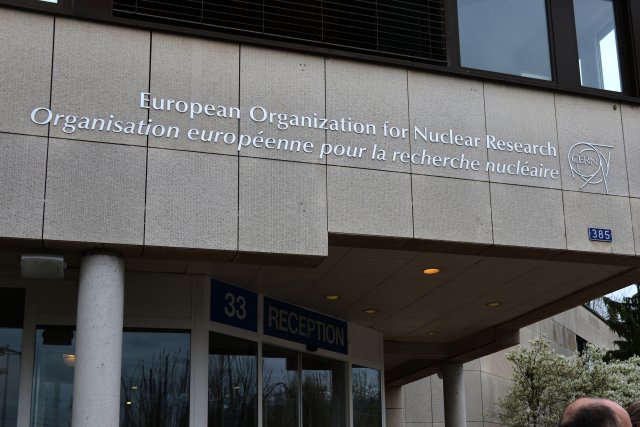 European Organization for Nuclear Research
Organisation européenne pour la recherche nucléaire
CERN
385
33
RECEPTION